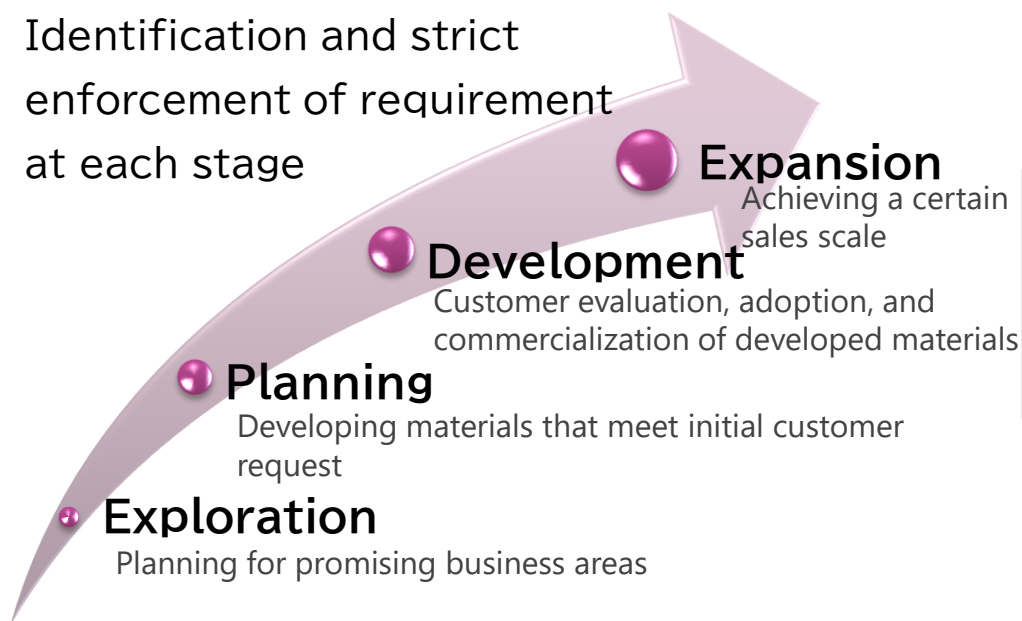 Identification and strict
enforcement of requirement
at each stage
Expansion
Achieving a certain
sales scale
Development
Customer evaluation, adoption, and
commercialization of developed materials
Planning
Developing materials that meet initial customer
request
Exploration
Planning for promising business areas